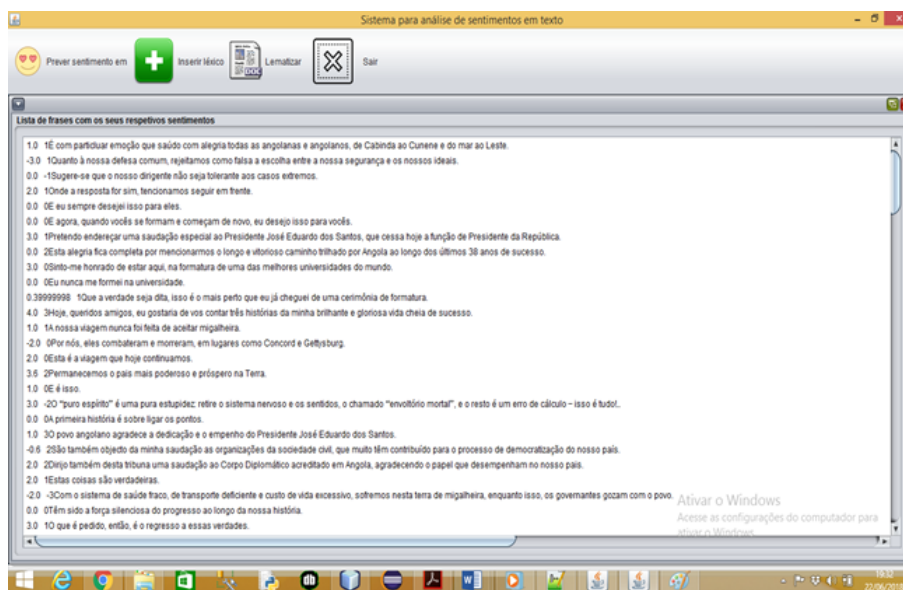 Sistema para análise de sentimentos em texto
Prever sentimento em
Inserir léxico
Lematizar
Sair
Lista de frases com os seus respetivos sentimentos
1.0 1É com particluar emoção que saúdo com alegria todas as angolanas e angolanos, de Cabinda ao Cunene e do mar ao Leste.
-3.0 1Quanto à nossa defesa comum, rejeitamos como falsa a escolha entre a nossa segurança e os nossos ideais.
0.0 -1Sugere-se que o nosso dirigente não seja tolerante aos casos extremos.
2.0 1Onde a resposta for sim, tencionamos seguir em frente.
0.0 0E eu sempre desejei isso para eles.
0.0 0E agora, quando vocês se formam e começam de novo, eu desejo isso para vocês.
3.0 1Pretendo endereçar uma saudação especial ao Presidente José Eduardo dos Santos, que cessa hoje a função de Presidente da República.
0.0 2Esta alegria fica completa por mencionarmos o longo e vitorioso caminho trilhado por Angola ao longo dos últimos 38 anos de sucesso.
3.0 0Sinto-me honrado de estar aqui, na formatura de uma das melhores universidades do mundo.
0.0 0Eu nunca me formei na universidade.
0.39999998 1Que a verdade seja dita, isso é o mais perto que eu já cheguei de uma cerimônia de formatura.
4.0 3Hoje, queridos amigos, eu gostaria de vos contar três histórias da minha brilhante e gloriosa vida cheia de sucesso.
1.0 1A nossa viagem nunca foi feita de aceitar migalheira.
-2.0 0Por nós, eles combateram e morreram, em lugares como Concord e Gettysburg.
2.0 0Esta é a viagem que hoje continuamos.
3.6 2Permanecemos o pais mais poderoso e próspero na Terra.
1.0 0E é isso.
3.0 -2O "puro espírito" é uma pura estupidez: retire o sistema nervoso e os sentidos, o chamado "envoltório mortal", e o resto é um erro de cálculo – isso é tudo!..
0.0 0A primeira história é sobre ligar os pontos.
1.0 3O povo angolano agradece a dedicação e o empenho do Presidente José Eduardo dos Santos.
-0.6 2São também objecto da minha saudação as organizações da sociedade civil, que muito têm contribuído para o processo de democratização do nosso país.
2.0 2Dirijo também desta tribuna uma saudação ao Corpo Diplomático acreditado em Angola, agradecendo o papel que desempenham no nosso país.
2.0 1Estas coisas são verdadeiras.
-2.0 -3Com o sistema de saúde fraco, de transporte deficiente e custo de vida excessivo, sofremos nesta terra de migalheira, enquanto isso, os governantes gozam com o povo.
0.0 0Têm sido a força silenciosa do progresso ao longo da nossa história.
3.0 1O que é pedido, então, é o regresso a essas verdades.
Ativar o Windows
Acesse as configurações do computador para
ativar o Windows
19:32
22/06/2018